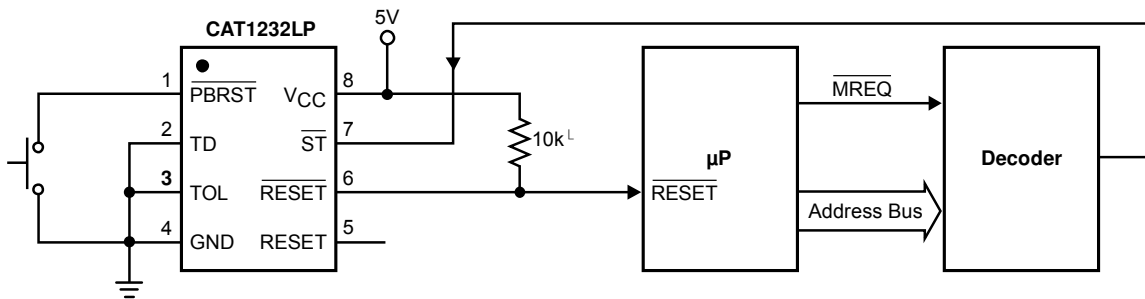 CAT1232LP
5V
1
PBRST
VCC
8
2
TD
ST
7
3
TOL
RESET
6
4
GND
RESET
5
10k
µP
RESET
MREQ
Address Bus
Decoder